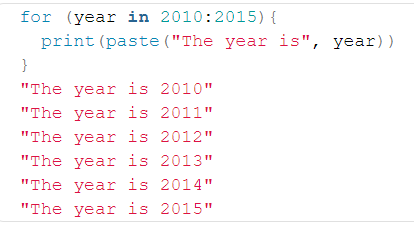 for (year in 2010:2015){
  print(paste("The year is", year))
}
"The year is 2010"
"The year is 2011"
"The year is 2012"
"The year is 2013"
"The year is 2014"
"The year is 2015"